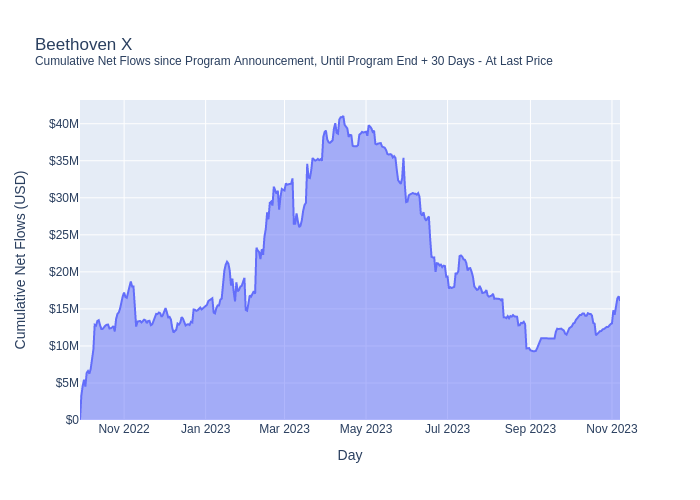 Beethoven X
Cumulative Net Flows since Program Announcement, Until Program End + 30 Days - At Last Price
$40M
$35M
$30M
$25M
$20M
$15M
$10M
$5M
$0
Cumulative Net Flows (USD)
Nov 2022
Jan 2023
Mar 2023
May 2023
Jul 2023
Sep 2023
Nov 2023
Day